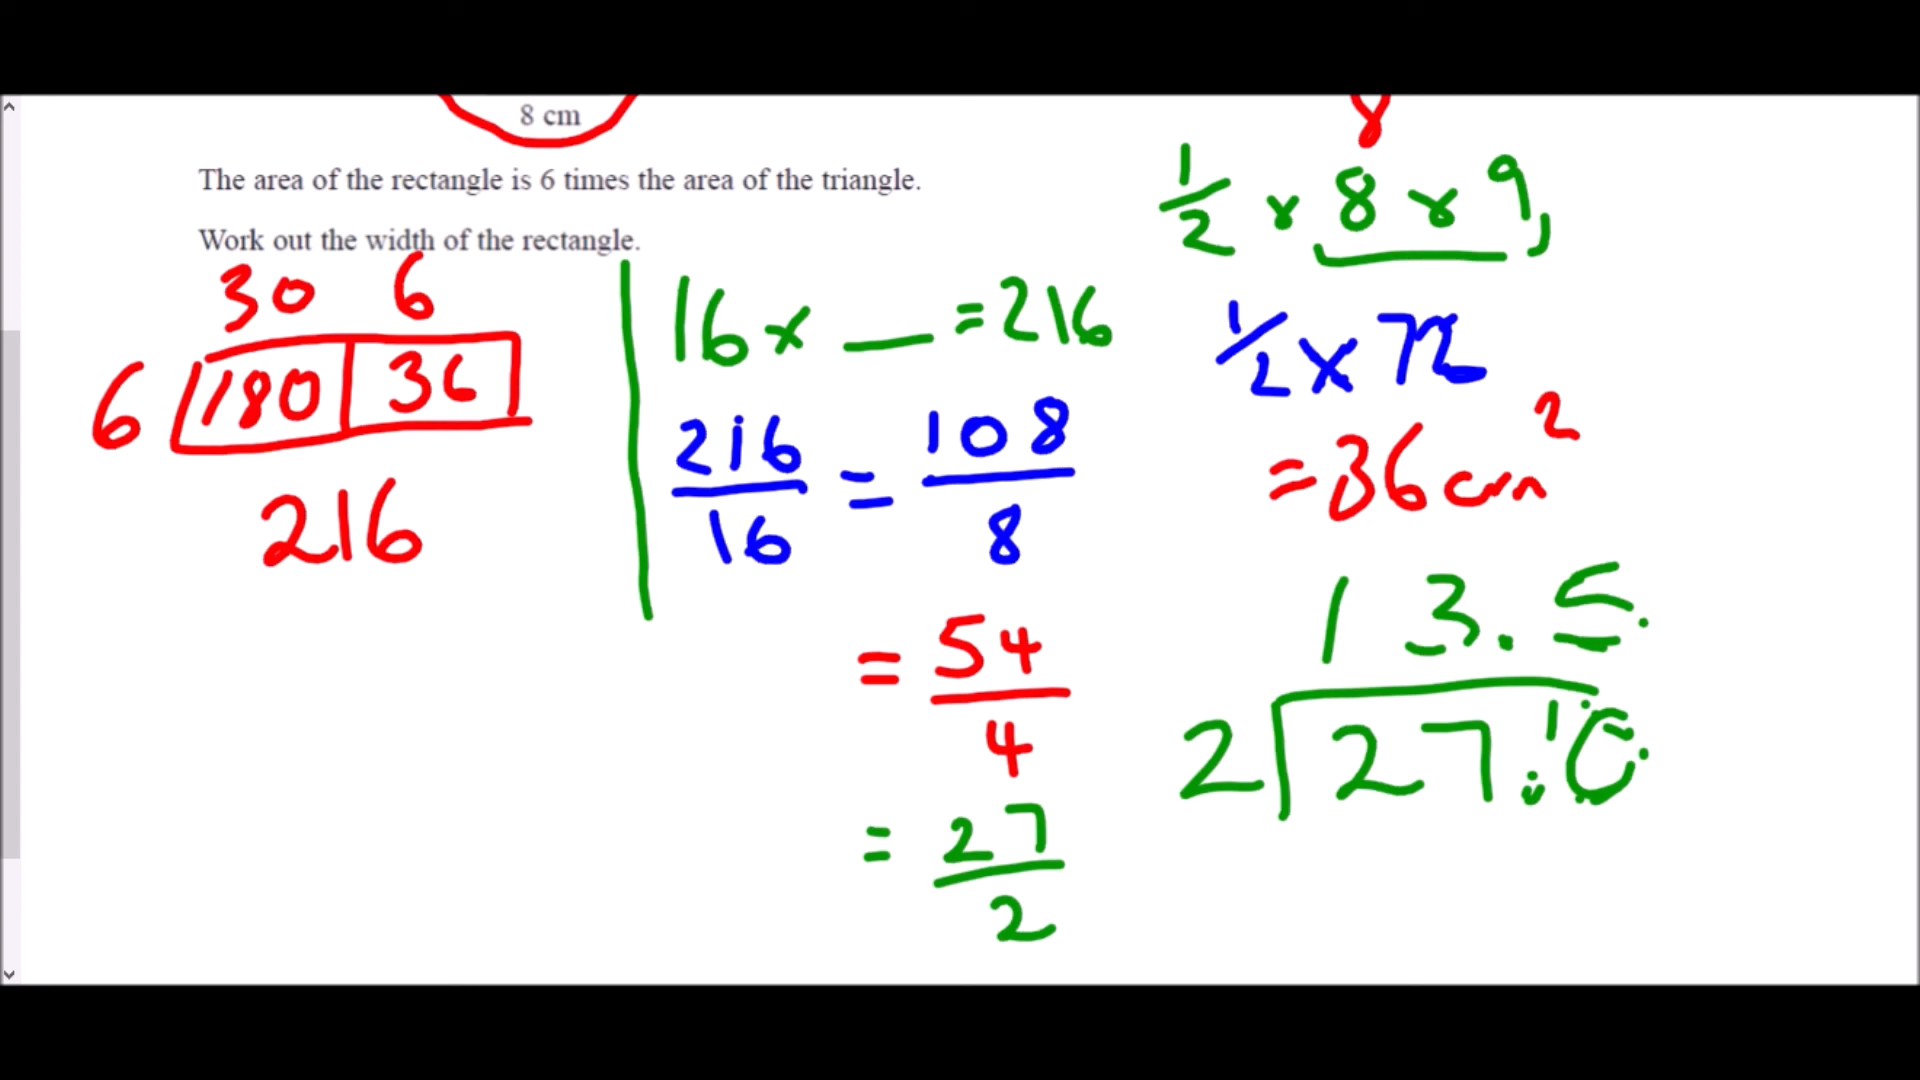 8 cm
The area of the rectangle is 6 times the area of the triangle.
Work out the width of the rectangle.
30 6
6 180 36
216
16 x __ = 216
216/16 = 108/8
= 54/4
= 27/2
8
1/2 x 8 x 9
1/2 x 72
= 36 cm²
13.5
2 27.¹0